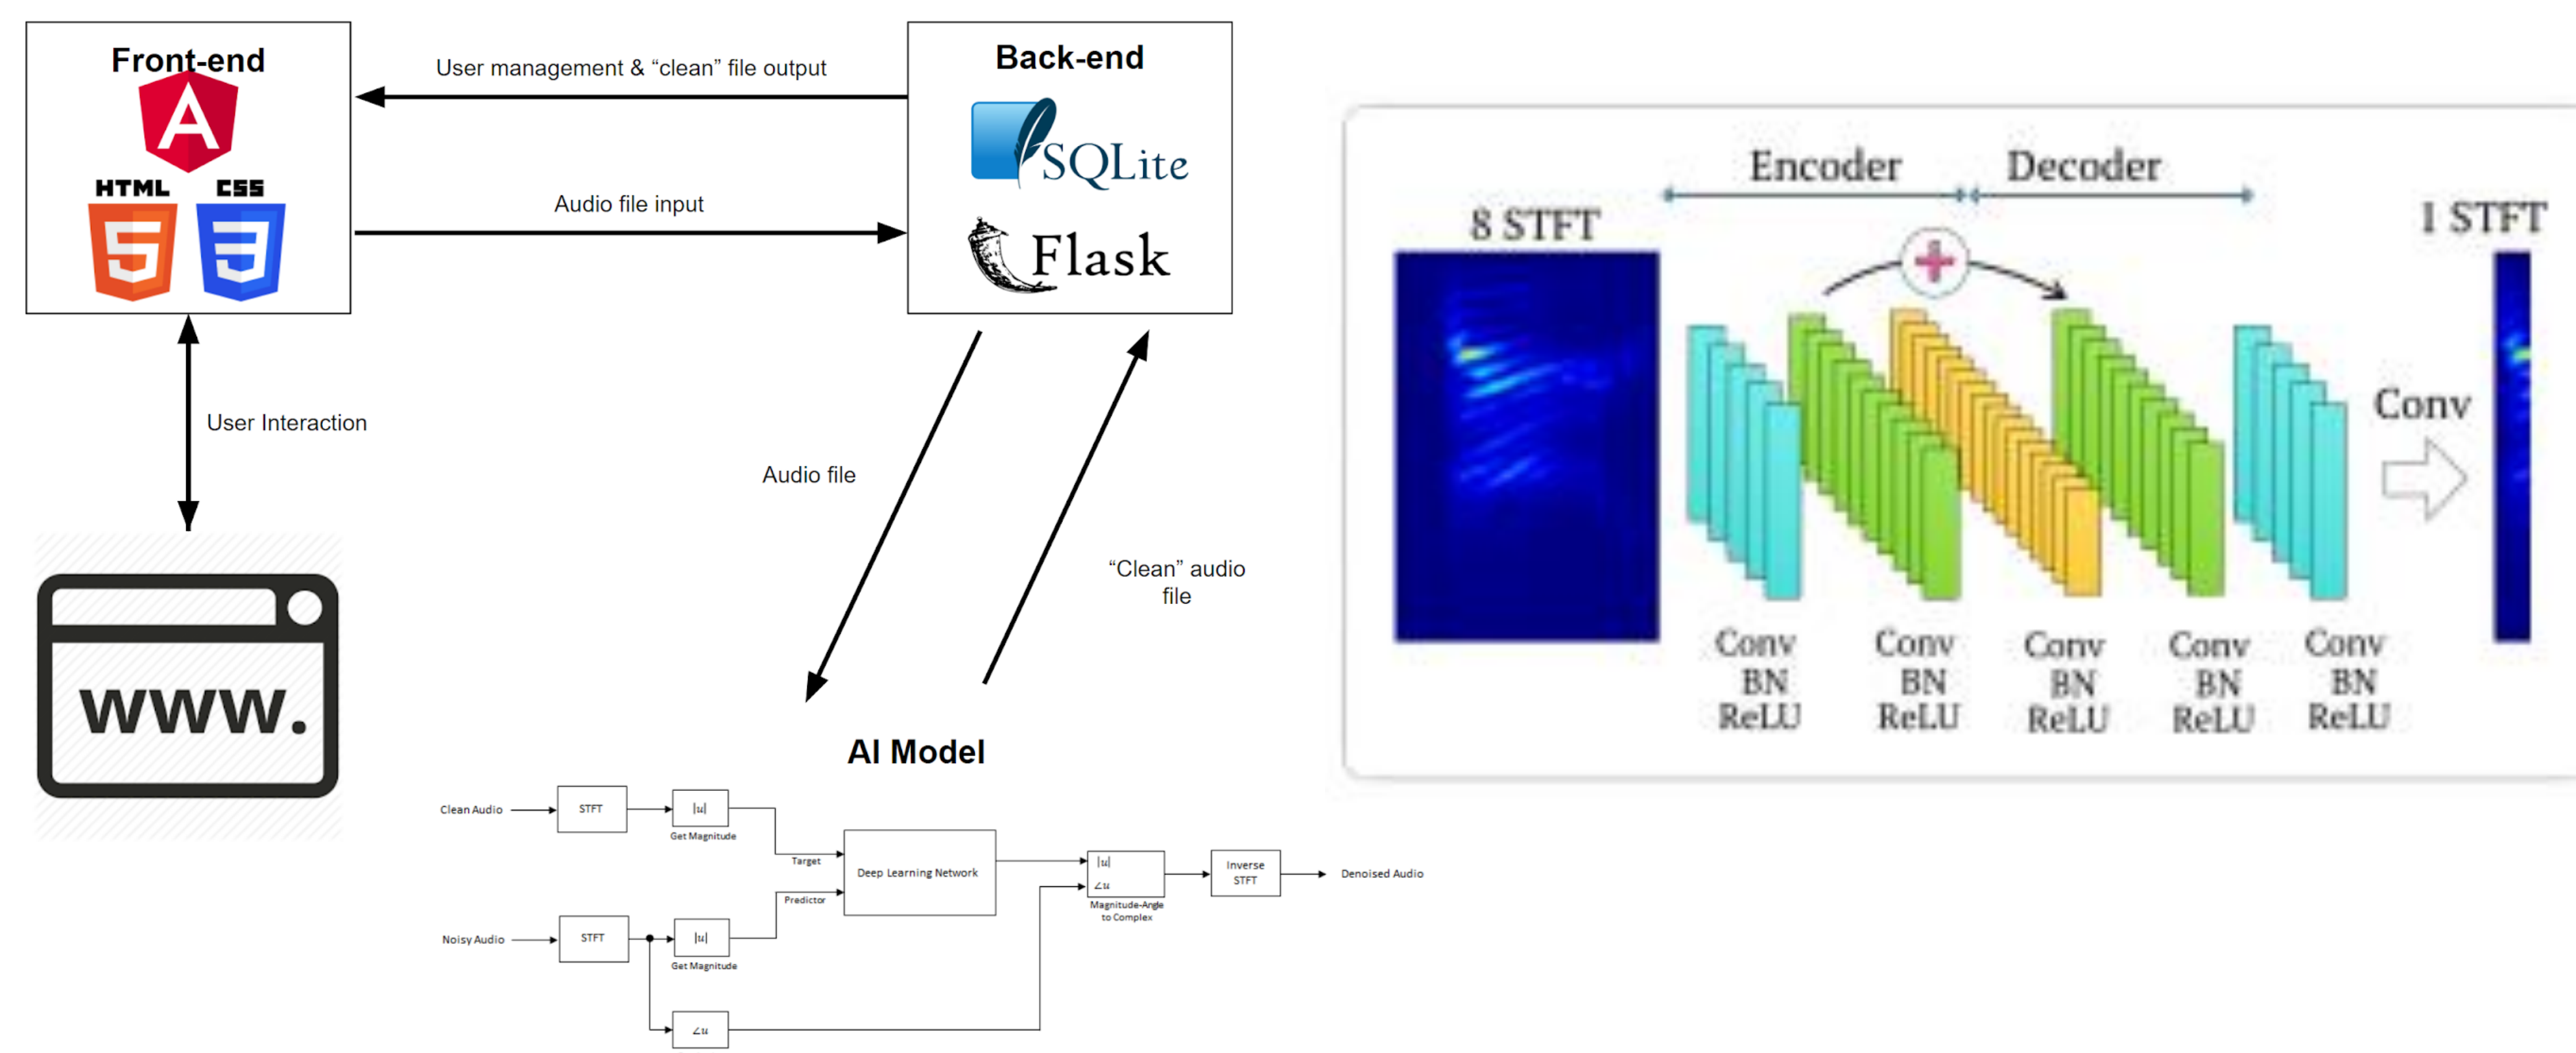 Front-end
HTML CSS
5 3
User management & “clean” file output
Audio file input
Back-end
SQLite
Flask
User Interaction
www.
Audio file
“Clean” audio
file
AI Model
Clean Audio
STFT
|u|
Get Magnitude
Target
Deep Learning Network
Predictor
Noisy Audio
STFT
|u|
Get Magnitude
∠u
|u|
∠u
Magnitude-Angle
to Complex
Inverse
STFT
Denoised Audio
Encoder
Decoder
8 STFT
1 STFT
Conv
Conv
BN
ReLU
Conv
BN
ReLU
Conv
BN
ReLU
Conv
BN
ReLU
Conv
BN
ReLU